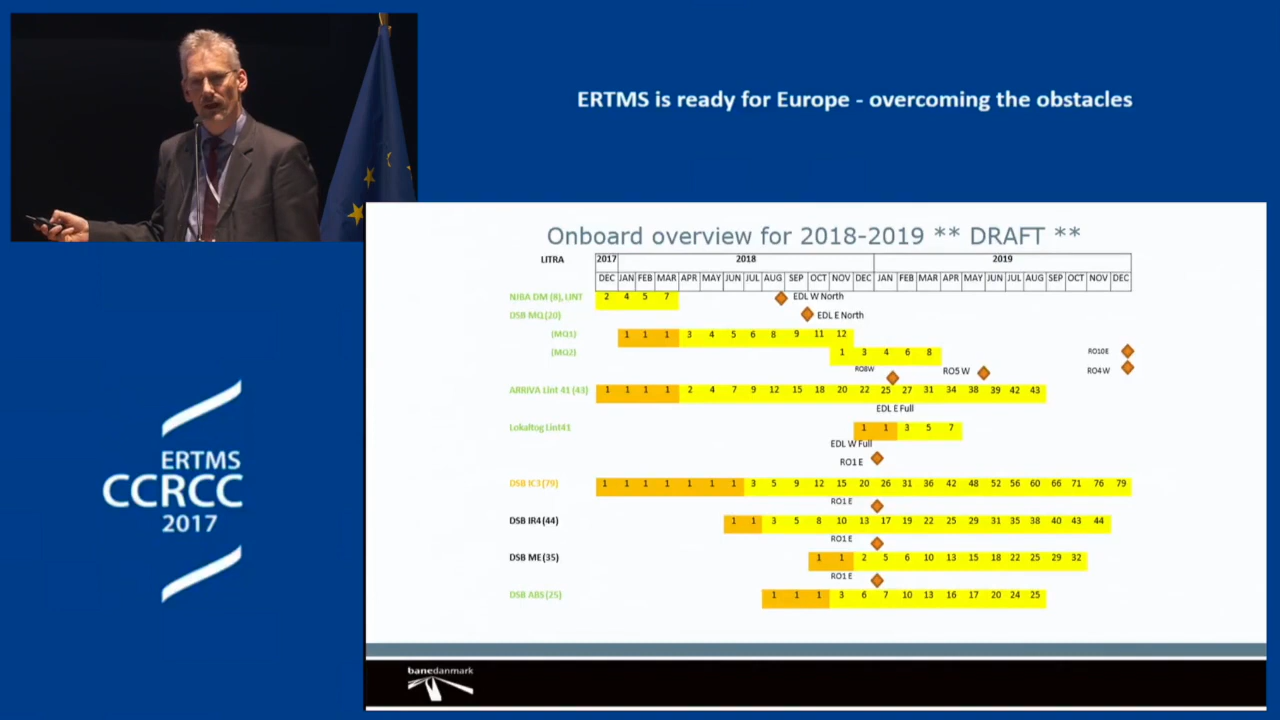 ERTMS is ready for Europe - overcoming the obstacles
Onboard overview for 2018-2019 ** DRAFT **
LITRA 2017 2018 2019
DEC JAN FEB MAR APR MAY JUN JUL AUG SEP OCT NOV DEC JAN FEB MAR APR MAY JUN JUL AUG SEP OCT NOV DEC
NJBA DM (8), LINT 2 4 5 7 EDL W North
DSB MQ (20) EDL E North
(MQ1) 1 1 1 3 4 5 6 8 9 11 12
(MQ2) 1 3 4 6 8 RO10E
RO8W RO5 W RO4 W
ARRIVA Lint 41 (43) 1 1 1 1 2 4 7 9 12 15 18 20 22 25 27 31 34 38 39 42 43
EDL E Full
Lokaltog Lint41 1 1 3 5 7
EDL W Full
RO1 E
DSB IC3 (79) 1 1 1 1 1 1 1 3 5 9 12 15 20 26 31 36 42 48 52 56 60 66 71 76 79
RO1 E
DSB IR4 (44) 1 1 3 5 8 10 13 17 19 22 25 29 31 35 38 40 43 44
RO1 E
DSB ME (35) 1 1 2 5 6 10 13 15 18 22 25 29 32
RO1 E
DSB ABS (25) 1 1 1 3 6 7 10 13 16 17 20 24 25
ERTMS
CCRCC
2017
banedanmark